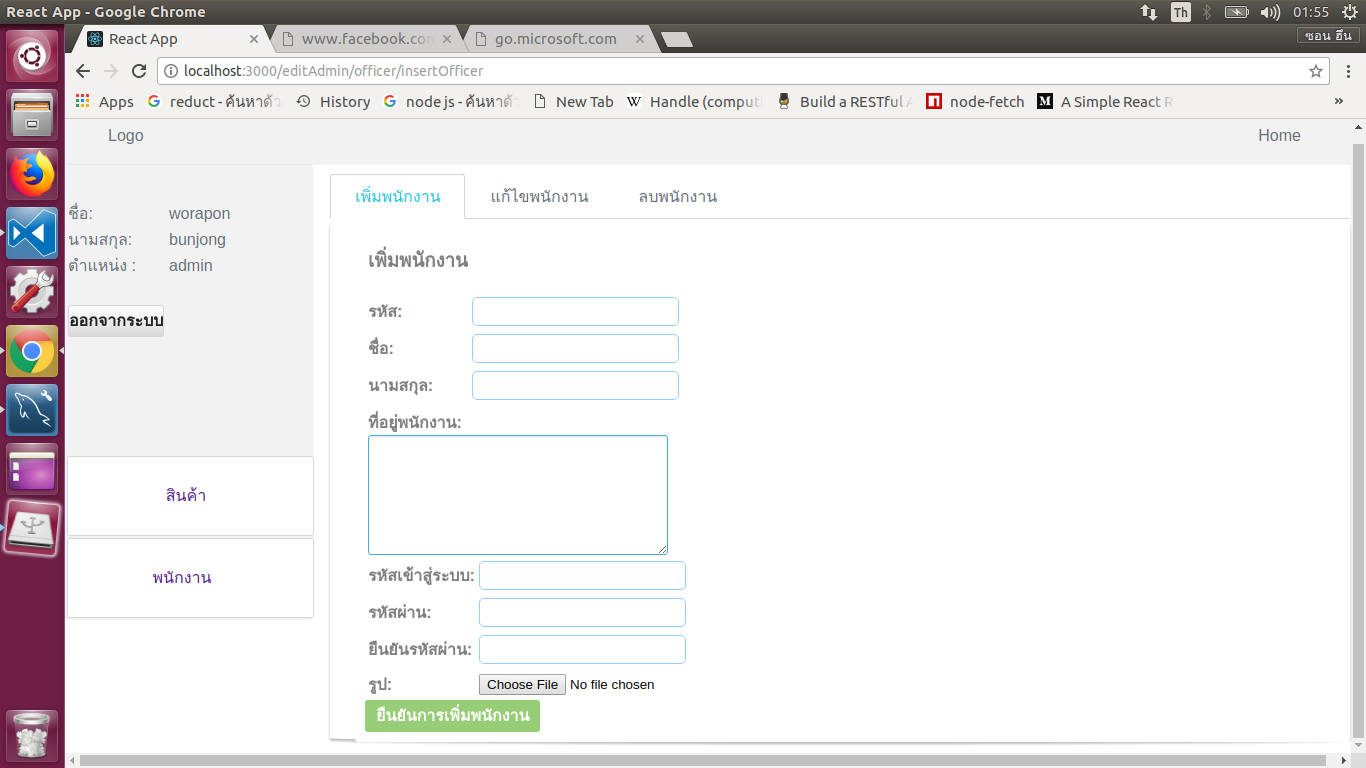 React App - Google Chrome
Th
01:55
React App
www.facebook.co
go.microsoft.com
ซอน ฮึน
localhost:3000/editAdmin/officer/insertOfficer
Apps
reduct - ค้นหาด้ว
History
node js - ค้นหาด้ว
New Tab
Handle (comput
Build a RESTful A
node-fetch
A Simple React R
»
Logo
Home
ชื่อ: worapon
นามสกุล: bunjong
ตำแหน่ง : admin
ออกจากระบบ
สินค้า
พนักงาน
เพิ่มพนักงาน
แก้ไขพนักงาน
ลบพนักงาน
เพิ่มพนักงาน
รหัส:
ชื่อ:
นามสกุล:
ที่อยู่พนักงาน:
รหัสเข้าสู่ระบบ:
รหัสผ่าน:
ยืนยันรหัสผ่าน:
รูป: Choose File No file chosen
ยืนยันการเพิ่มพนักงาน